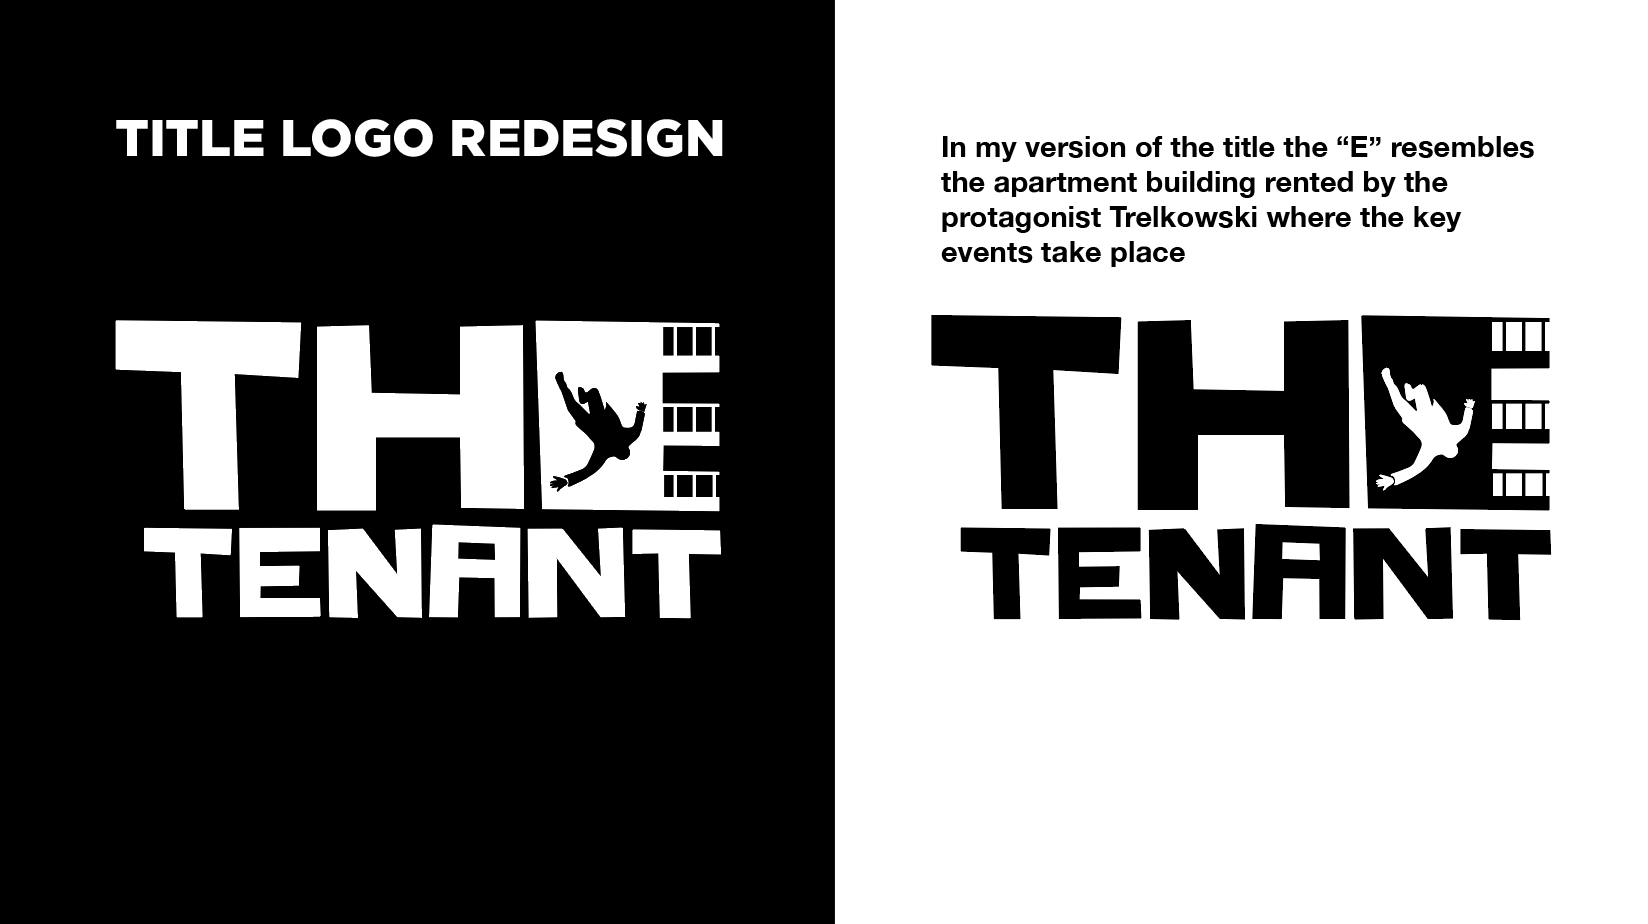 TITLE LOGO REDESIGN
THE
TENANT
In my version of the title the “E” resembles
the apartment building rented by the
protagonist Trelkowski where the key
events take place
THE
TENANT